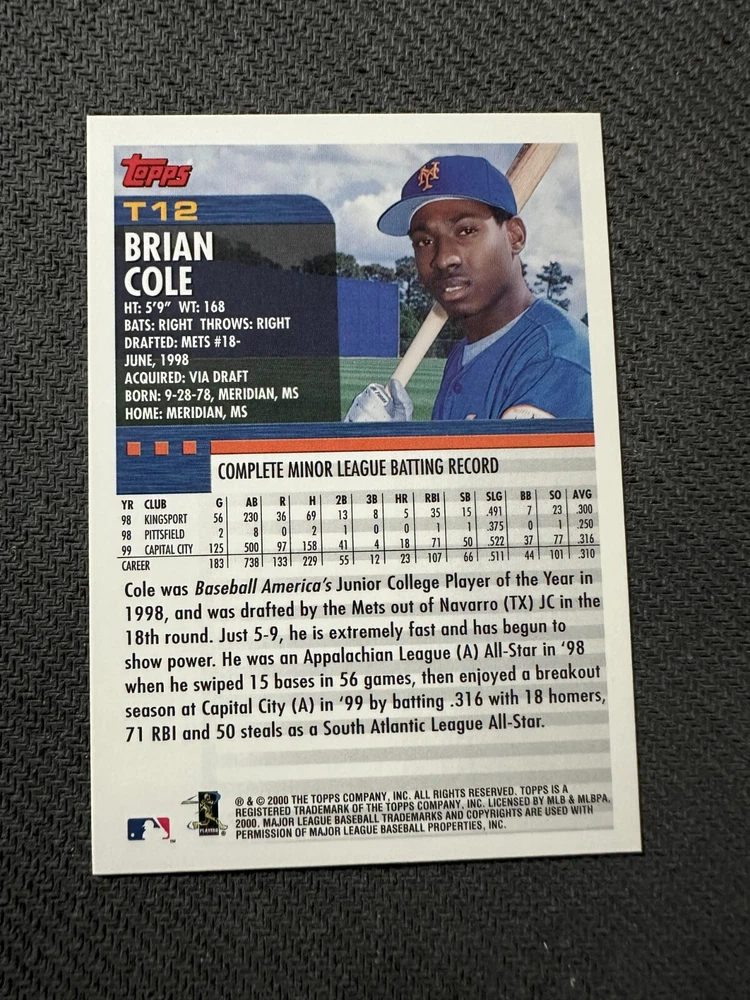 Topps
T12
BRIAN
COLE
HT: 5'9" WT: 168
BATS: RIGHT THROWS: RIGHT
DRAFTED: METS #18-
JUNE, 1998
ACQUIRED: VIA DRAFT
BORN: 9-28-78, MERIDIAN, MS
HOME: MERIDIAN, MS
COMPLETE MINOR LEAGUE BATTING RECORD
YR CLUB G AB R H 2B 3B HR RBI SB SLG BB SO AVG
98 KINGSPORT 56 230 36 69 13 8 5 35 15 .491 7 23 .300
98 PITTSFIELD 2 8 0 2 1 0 0 1 1 .375 0 1 .250
99 CAPITAL CITY 125 500 97 158 41 4 18 71 50 .522 37 77 .316
CAREER 183 738 133 229 55 12 23 107 66 .511 44 101 .310
Cole was Baseball America's Junior College Player of the Year in
1998, and was drafted by the Mets out of Navarro (TX) JC in the
18th round. Just 5-9, he is extremely fast and has begun to
show power. He was an Appalachian League (A) All-Star in '98
when he swiped 15 bases in 56 games, then enjoyed a breakout
season at Capital City (A) in '99 by batting .316 with 18 homers,
71 RBI and 50 steals as a South Atlantic League All-Star.
® & © 2000 THE TOPPS COMPANY, INC. ALL RIGHTS RESERVED. TOPPS IS A
REGISTERED TRADEMARK OF THE TOPPS COMPANY, INC. LICENSED BY MLB & MLBPA,
2000. MAJOR LEAGUE BASEBALL TRADEMARKS AND COPYRIGHTS ARE USED WITH
PERMISSION OF MAJOR LEAGUE BASEBALL PROPERTIES, INC.
PLAYERS